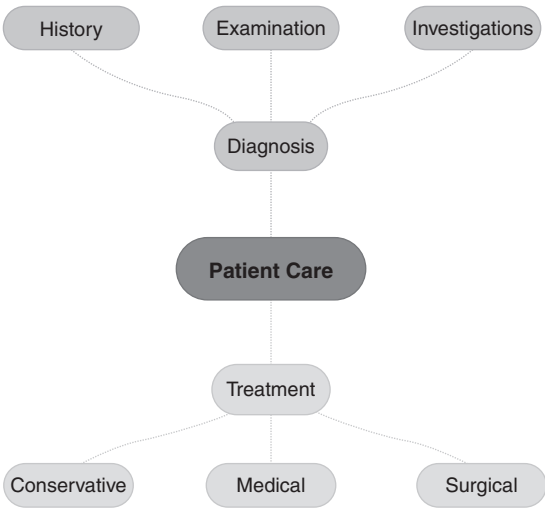 History
Examination
Investigations
Diagnosis
Patient Care
Treatment
Conservative
Medical
Surgical